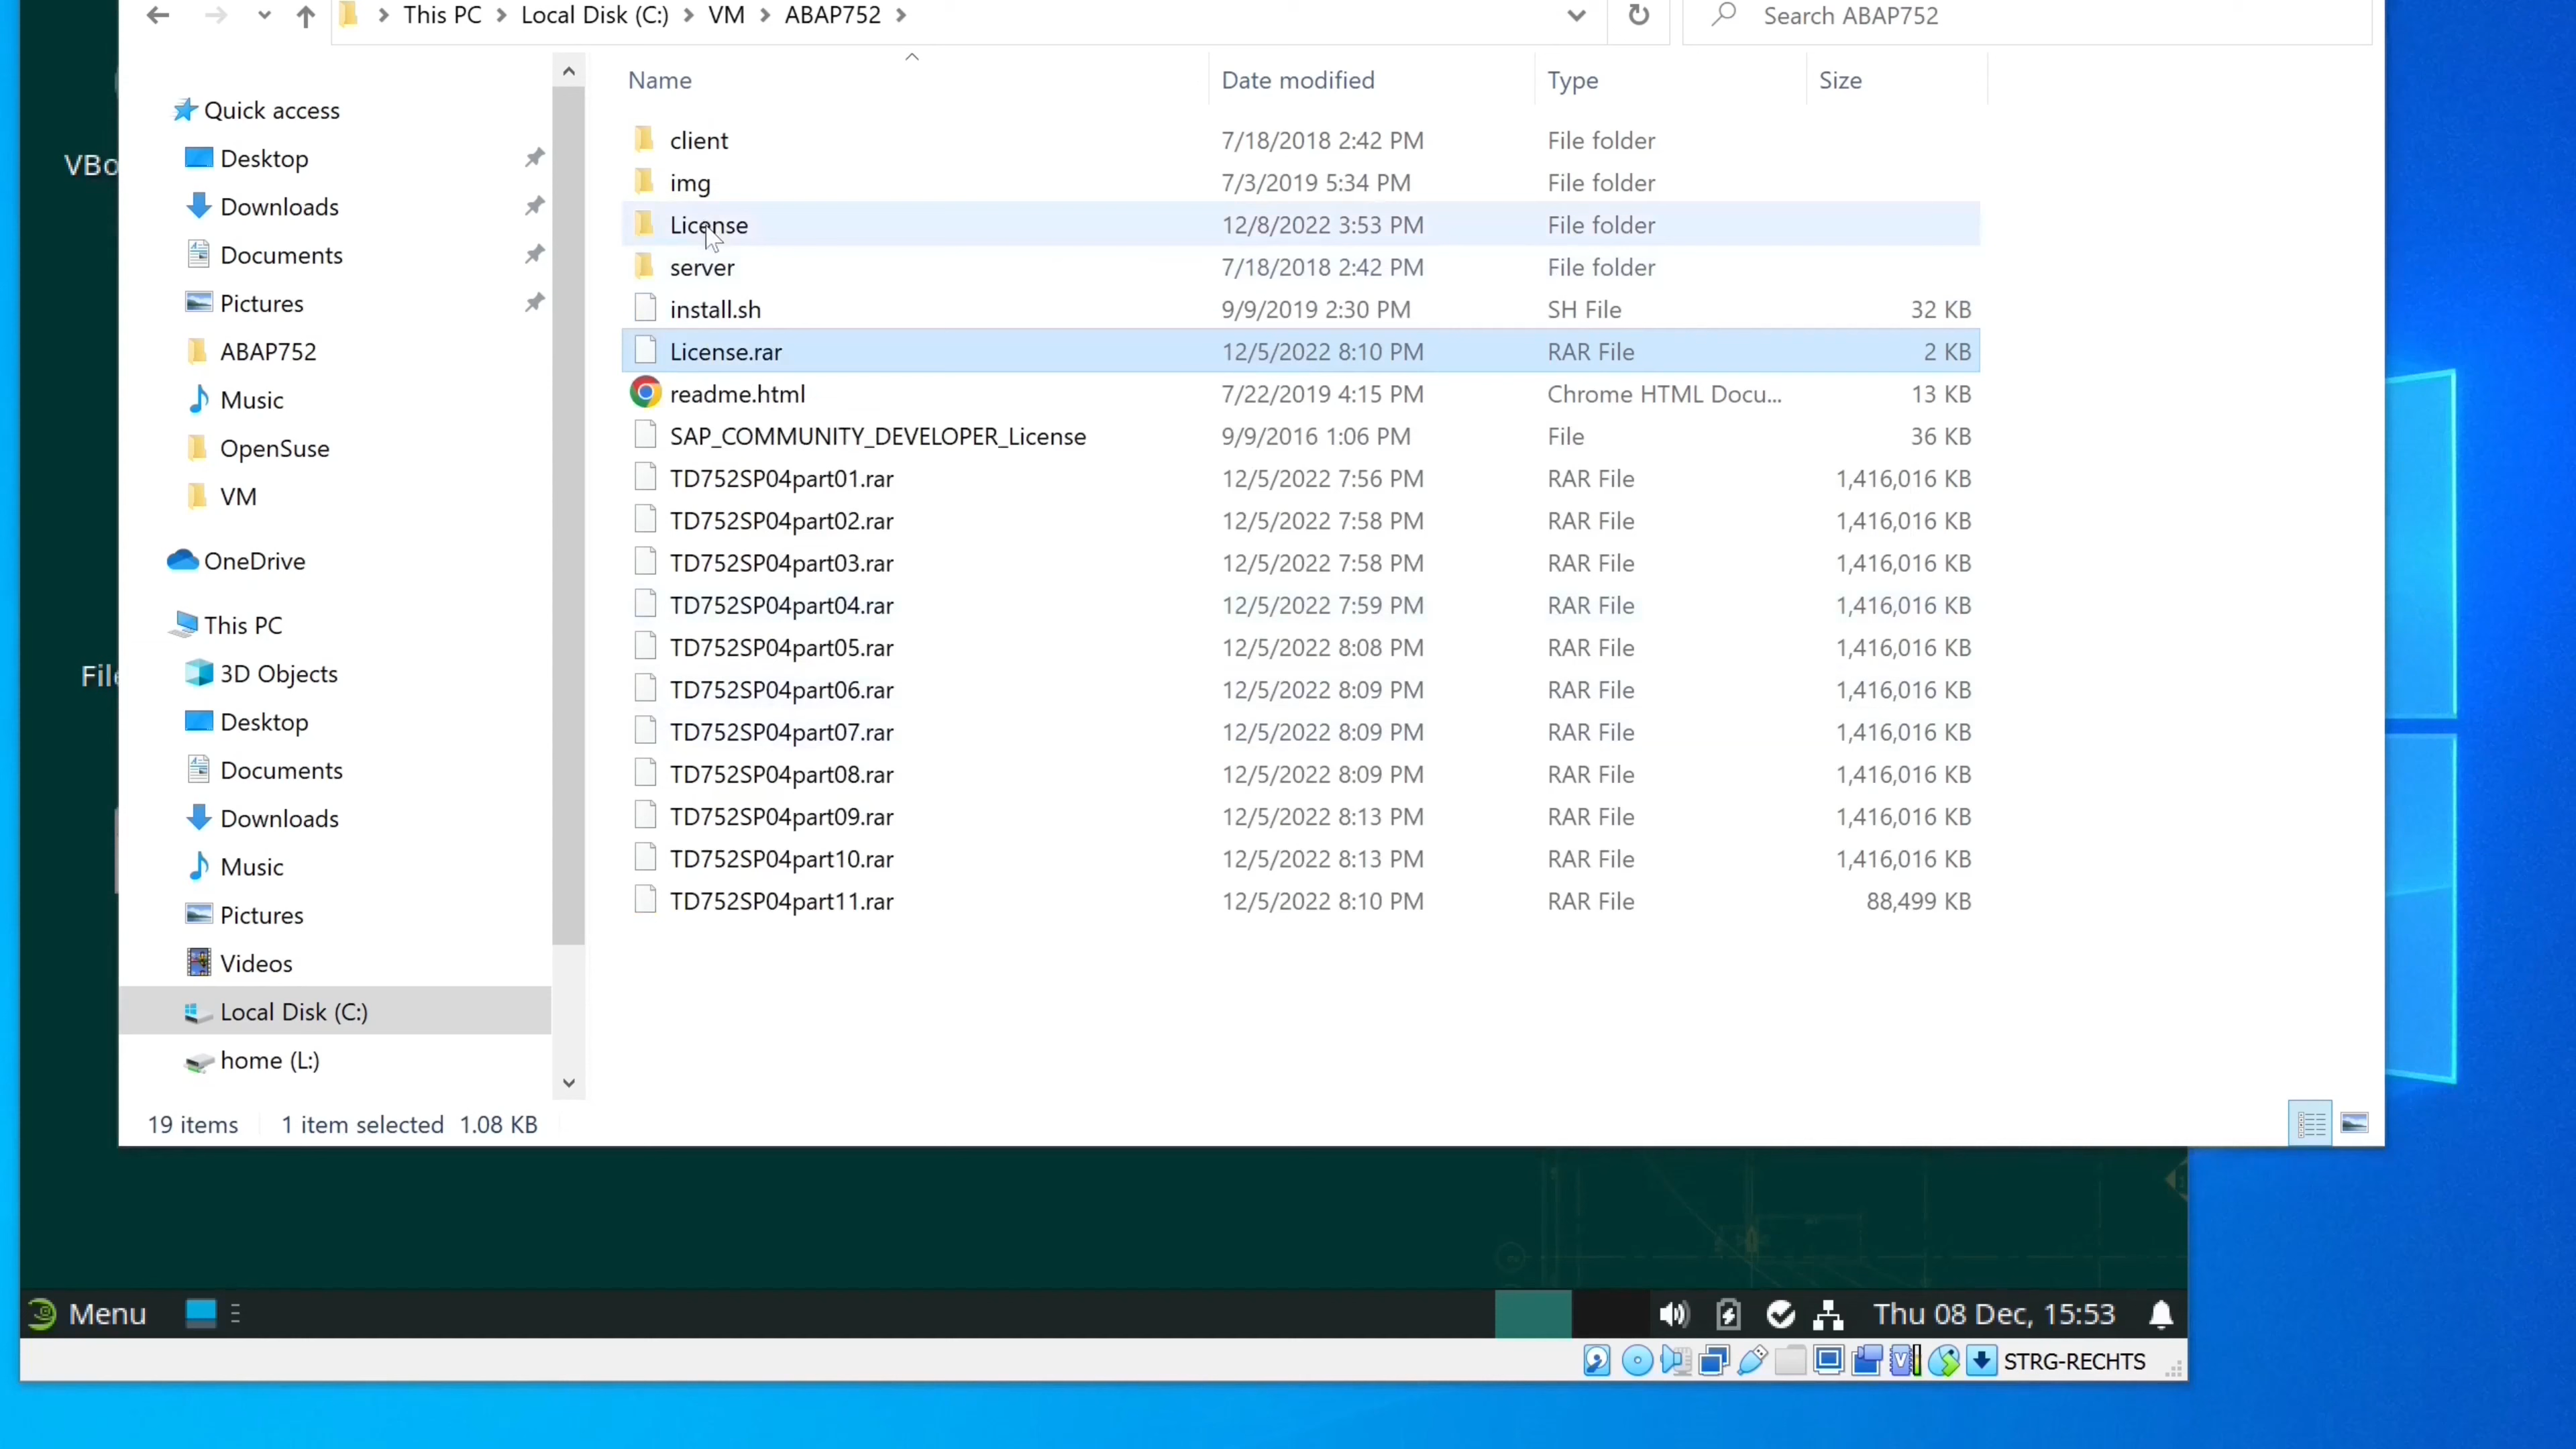 This PC > Local Disk (C:) > VM > ABAP752 >
Search ABAP752
Name Date modified Type Size
Quick access
Desktop
Downloads
Documents
Pictures
ABAP752
Music
OpenSuse
VM
OneDrive
This PC
3D Objects
Desktop
Documents
Downloads
Music
Pictures
Videos
Local Disk (C:)
home (L:)
client 7/18/2018 2:42 PM File folder
img 7/3/2019 5:34 PM File folder
License 12/8/2022 3:53 PM File folder
server 7/18/2018 2:42 PM File folder
install.sh 9/9/2019 2:30 PM SH File 32 KB
License.rar 12/5/2022 8:10 PM RAR File 2 KB
readme.html 7/22/2019 4:15 PM Chrome HTML Docu... 13 KB
SAP_COMMUNITY_DEVELOPER_License 9/9/2016 1:06 PM File 36 KB
TD752SP04part01.rar 12/5/2022 7:56 PM RAR File 1,416,016 KB
TD752SP04part02.rar 12/5/2022 7:58 PM RAR File 1,416,016 KB
TD752SP04part03.rar 12/5/2022 7:58 PM RAR File 1,416,016 KB
TD752SP04part04.rar 12/5/2022 7:59 PM RAR File 1,416,016 KB
TD752SP04part05.rar 12/5/2022 8:08 PM RAR File 1,416,016 KB
TD752SP04part06.rar 12/5/2022 8:09 PM RAR File 1,416,016 KB
TD752SP04part07.rar 12/5/2022 8:09 PM RAR File 1,416,016 KB
TD752SP04part08.rar 12/5/2022 8:09 PM RAR File 1,416,016 KB
TD752SP04part09.rar 12/5/2022 8:13 PM RAR File 1,416,016 KB
TD752SP04part10.rar 12/5/2022 8:13 PM RAR File 1,416,016 KB
TD752SP04part11.rar 12/5/2022 8:10 PM RAR File 88,499 KB
VBo
File
19 items 1 item selected 1.08 KB
Menu Thu 08 Dec, 15:53
STRG-RECHTS